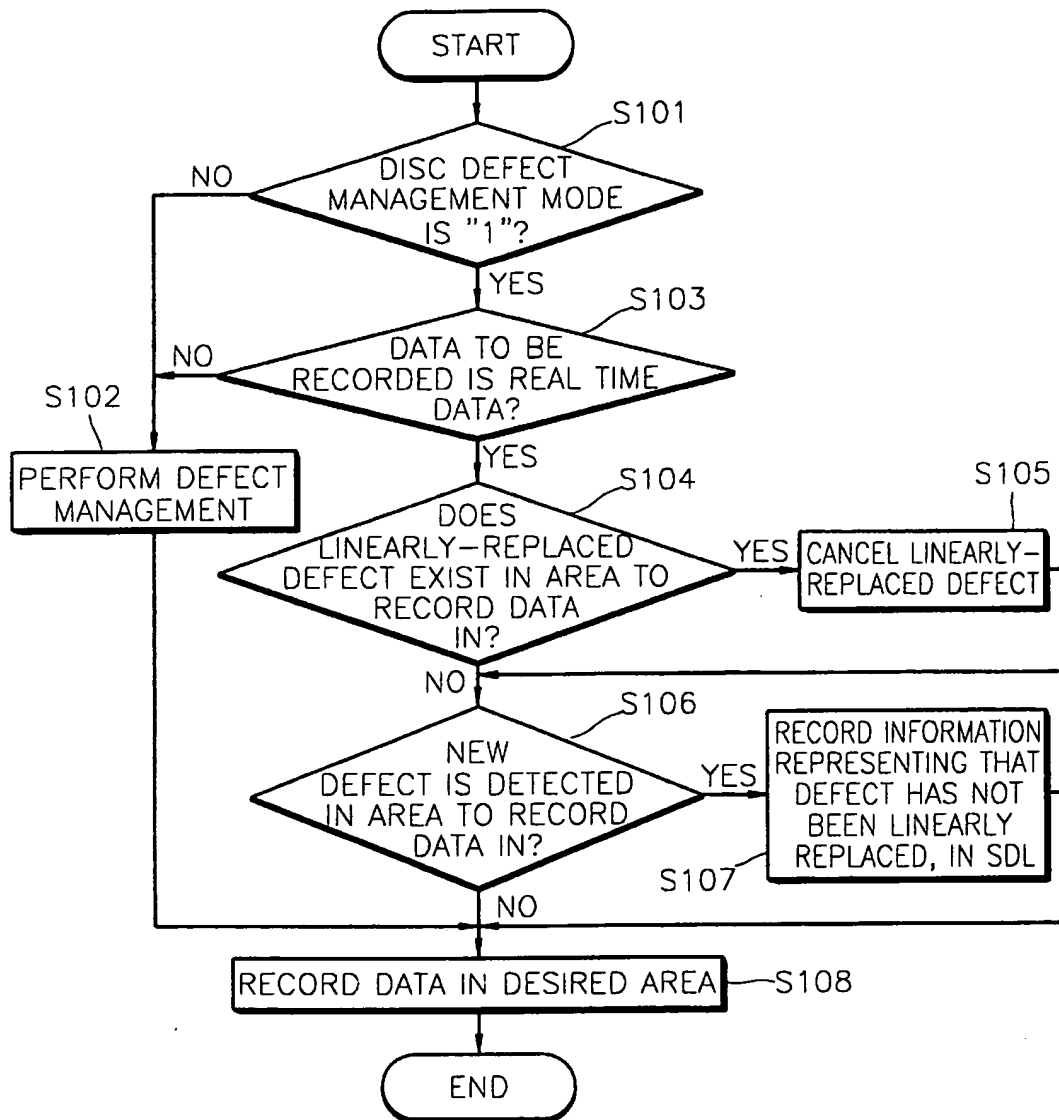 START
S101
DISC DEFECT
MANAGEMENT MODE
IS "1"?
NO
YES
S103
DATA TO BE
RECORDED IS REAL TIME
DATA?
NO
S102
PERFORM DEFECT
MANAGEMENT
YES
S104
DOES
LINEARLY-REPLACED
DEFECT EXIST IN AREA TO
RECORD DATA
IN?
YES
S105
CANCEL LINEARLY-
REPLACED DEFECT
NO
S106
NEW
DEFECT IS DETECTED
IN AREA TO RECORD
DATA IN?
YES
RECORD INFORMATION
REPRESENTING THAT
DEFECT HAS NOT
BEEN LINEARLY
REPLACED, IN SDL
S107
NO
RECORD DATA IN DESIRED AREA
S108
END